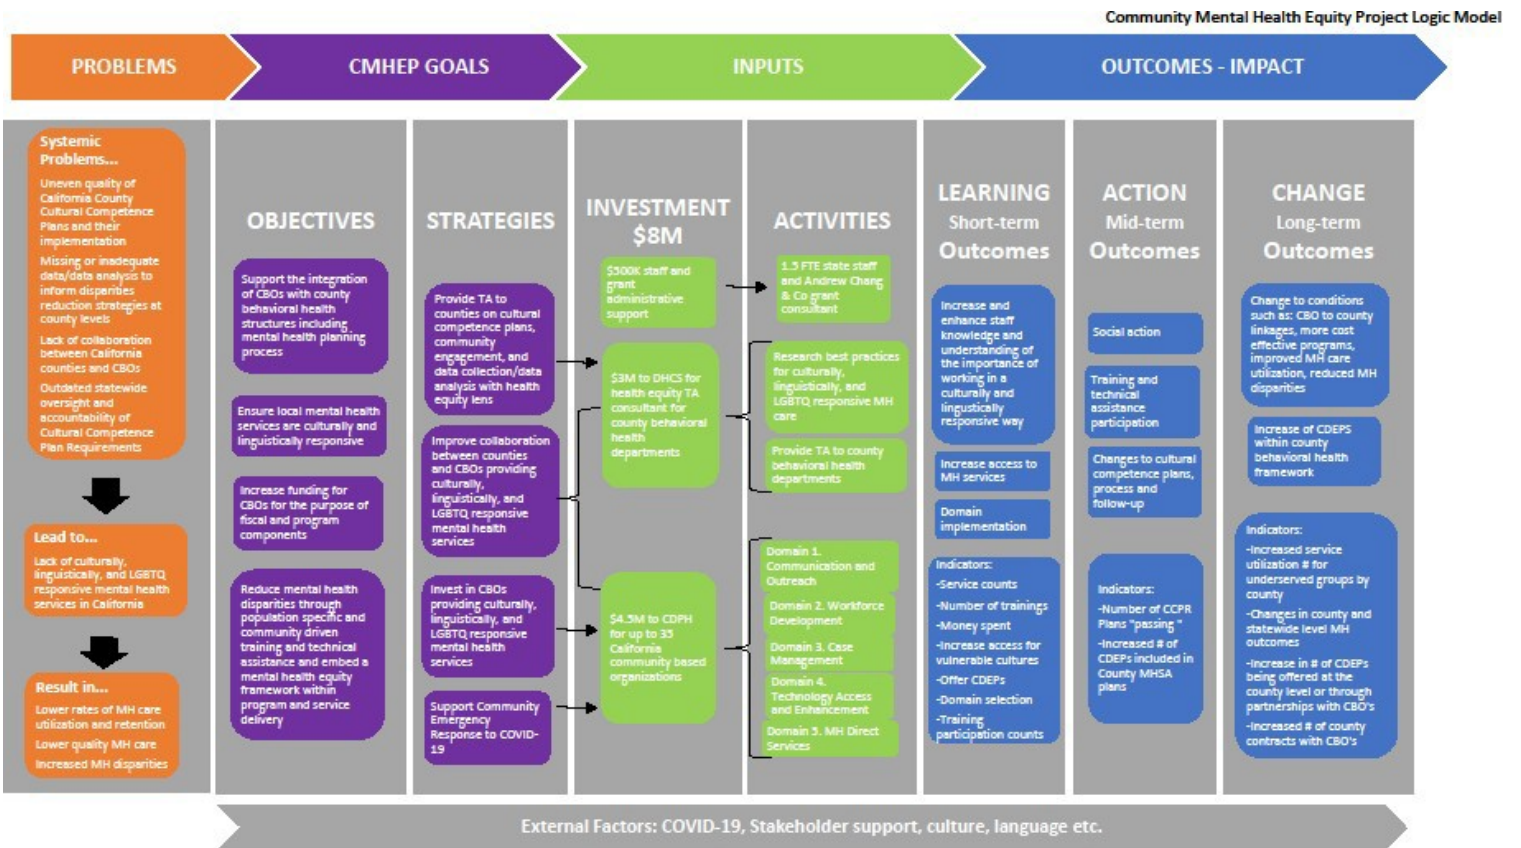 Community Mental Health Equity Project Logic Model
PROBLEMS
CMHEP GOALS
INPUTS
OUTCOMES - IMPACT
Systemic
Problems...
Uneven quality of
California County
Cultural Competence
Plans and their
implementation
Missing or inadequate
data/data analysis to
inform disparities
reduction strategies at
county levels
Lack of collaboration
between California
counties and CBOs
Outdated statewide
oversight and
accountability of
Cultural Competence
Plan Requirements
Lead to...
Lack of culturally,
linguistically, and LGBTQ
responsive mental health
services in California
Result in...
Lower rates of MH care
utilization and retention
Lower quality MH care
Increased MH disparities
OBJECTIVES
Support the integration
of CBOs with county
behavioral health
structures including
mental health planning
process
Ensure local mental health
services are culturally and
linguistically responsive
Increase funding for
CBOs for the purpose of
fiscal and program
components
Reduce mental health
disparities through
population specific and
community driven
training and technical
assistance and embed a
mental health equity
framework within
program and service
delivery
STRATEGIES
Provide TA to
counties on cultural
competence plans,
community
engagement, and
data collection/data
analysis with health
equity lens
Improve collaboration
between counties
and CBOs providing
culturally,
linguistically, and
LGBTQ responsive
mental health
services
Invest in CBOs
providing culturally,
linguistically, and
LGBTQ responsive
mental health
services
Support Community
Emergency
Response to COVID-
19
INVESTMENT
$8M
$500K staff and
grant
administrative
support
$3M to DHCS for
health equity TA
consultant for
county behavioral
health
departments
$4.5M to CDPH
for up to 35
California
community based
organizations
ACTIVITIES
1.5 FTE state staff
and Andrew Chang
& Co grant
consultant
Research best practices
for culturally,
linguistically, and
LGBTQ responsive MH
care
Provide TA to county
behavioral health
departments
Domain 1.
Communication and
Outreach
Domain 2. Workforce
Development
Domain 3. Case
Management
Domain 4.
Technology Access
and Enhancement
Domain 5. MH Direct
Services
LEARNING
Short-term
Outcomes
Increase and
enhance staff
knowledge and
understanding of
the importance of
working in a
culturally and
lingustically
responsive way
Increase access to
MH services
Domain
implementation
Indicators:
-Service counts
-Number of trainings
-Money spent
-Increase access for
vulnerable cultures
-Offer CDEPs
-Domain selection
-Training
participation counts
ACTION
Mid-term
Outcomes
Social action
Training and
technical
assistance
participation
Changes to cultural
competence plans,
process and
follow-up
Indicators:
-Number of CCPR
Plans "passing "
-Increased # of
CDEPs included in
County MHSA
plans
CHANGE
Long-term
Outcomes
Change to conditions
such as: CBO to county
linkages, more cost
effective programs,
improved MH care
utilization, reduced MH
disparities
Increase of CDEPS
within county
behavioral health
framework
Indicators:
-Increased service
utilization # for
underserved groups by
county
-Changes in county and
statewide level MH
outcomes
-Increase in # of CDEPs
being offered at the
county level or through
partnerships with CBO's
-Increased # of county
contracts with CBO's
External Factors: COVID-19, Stakeholder support, culture, language etc.